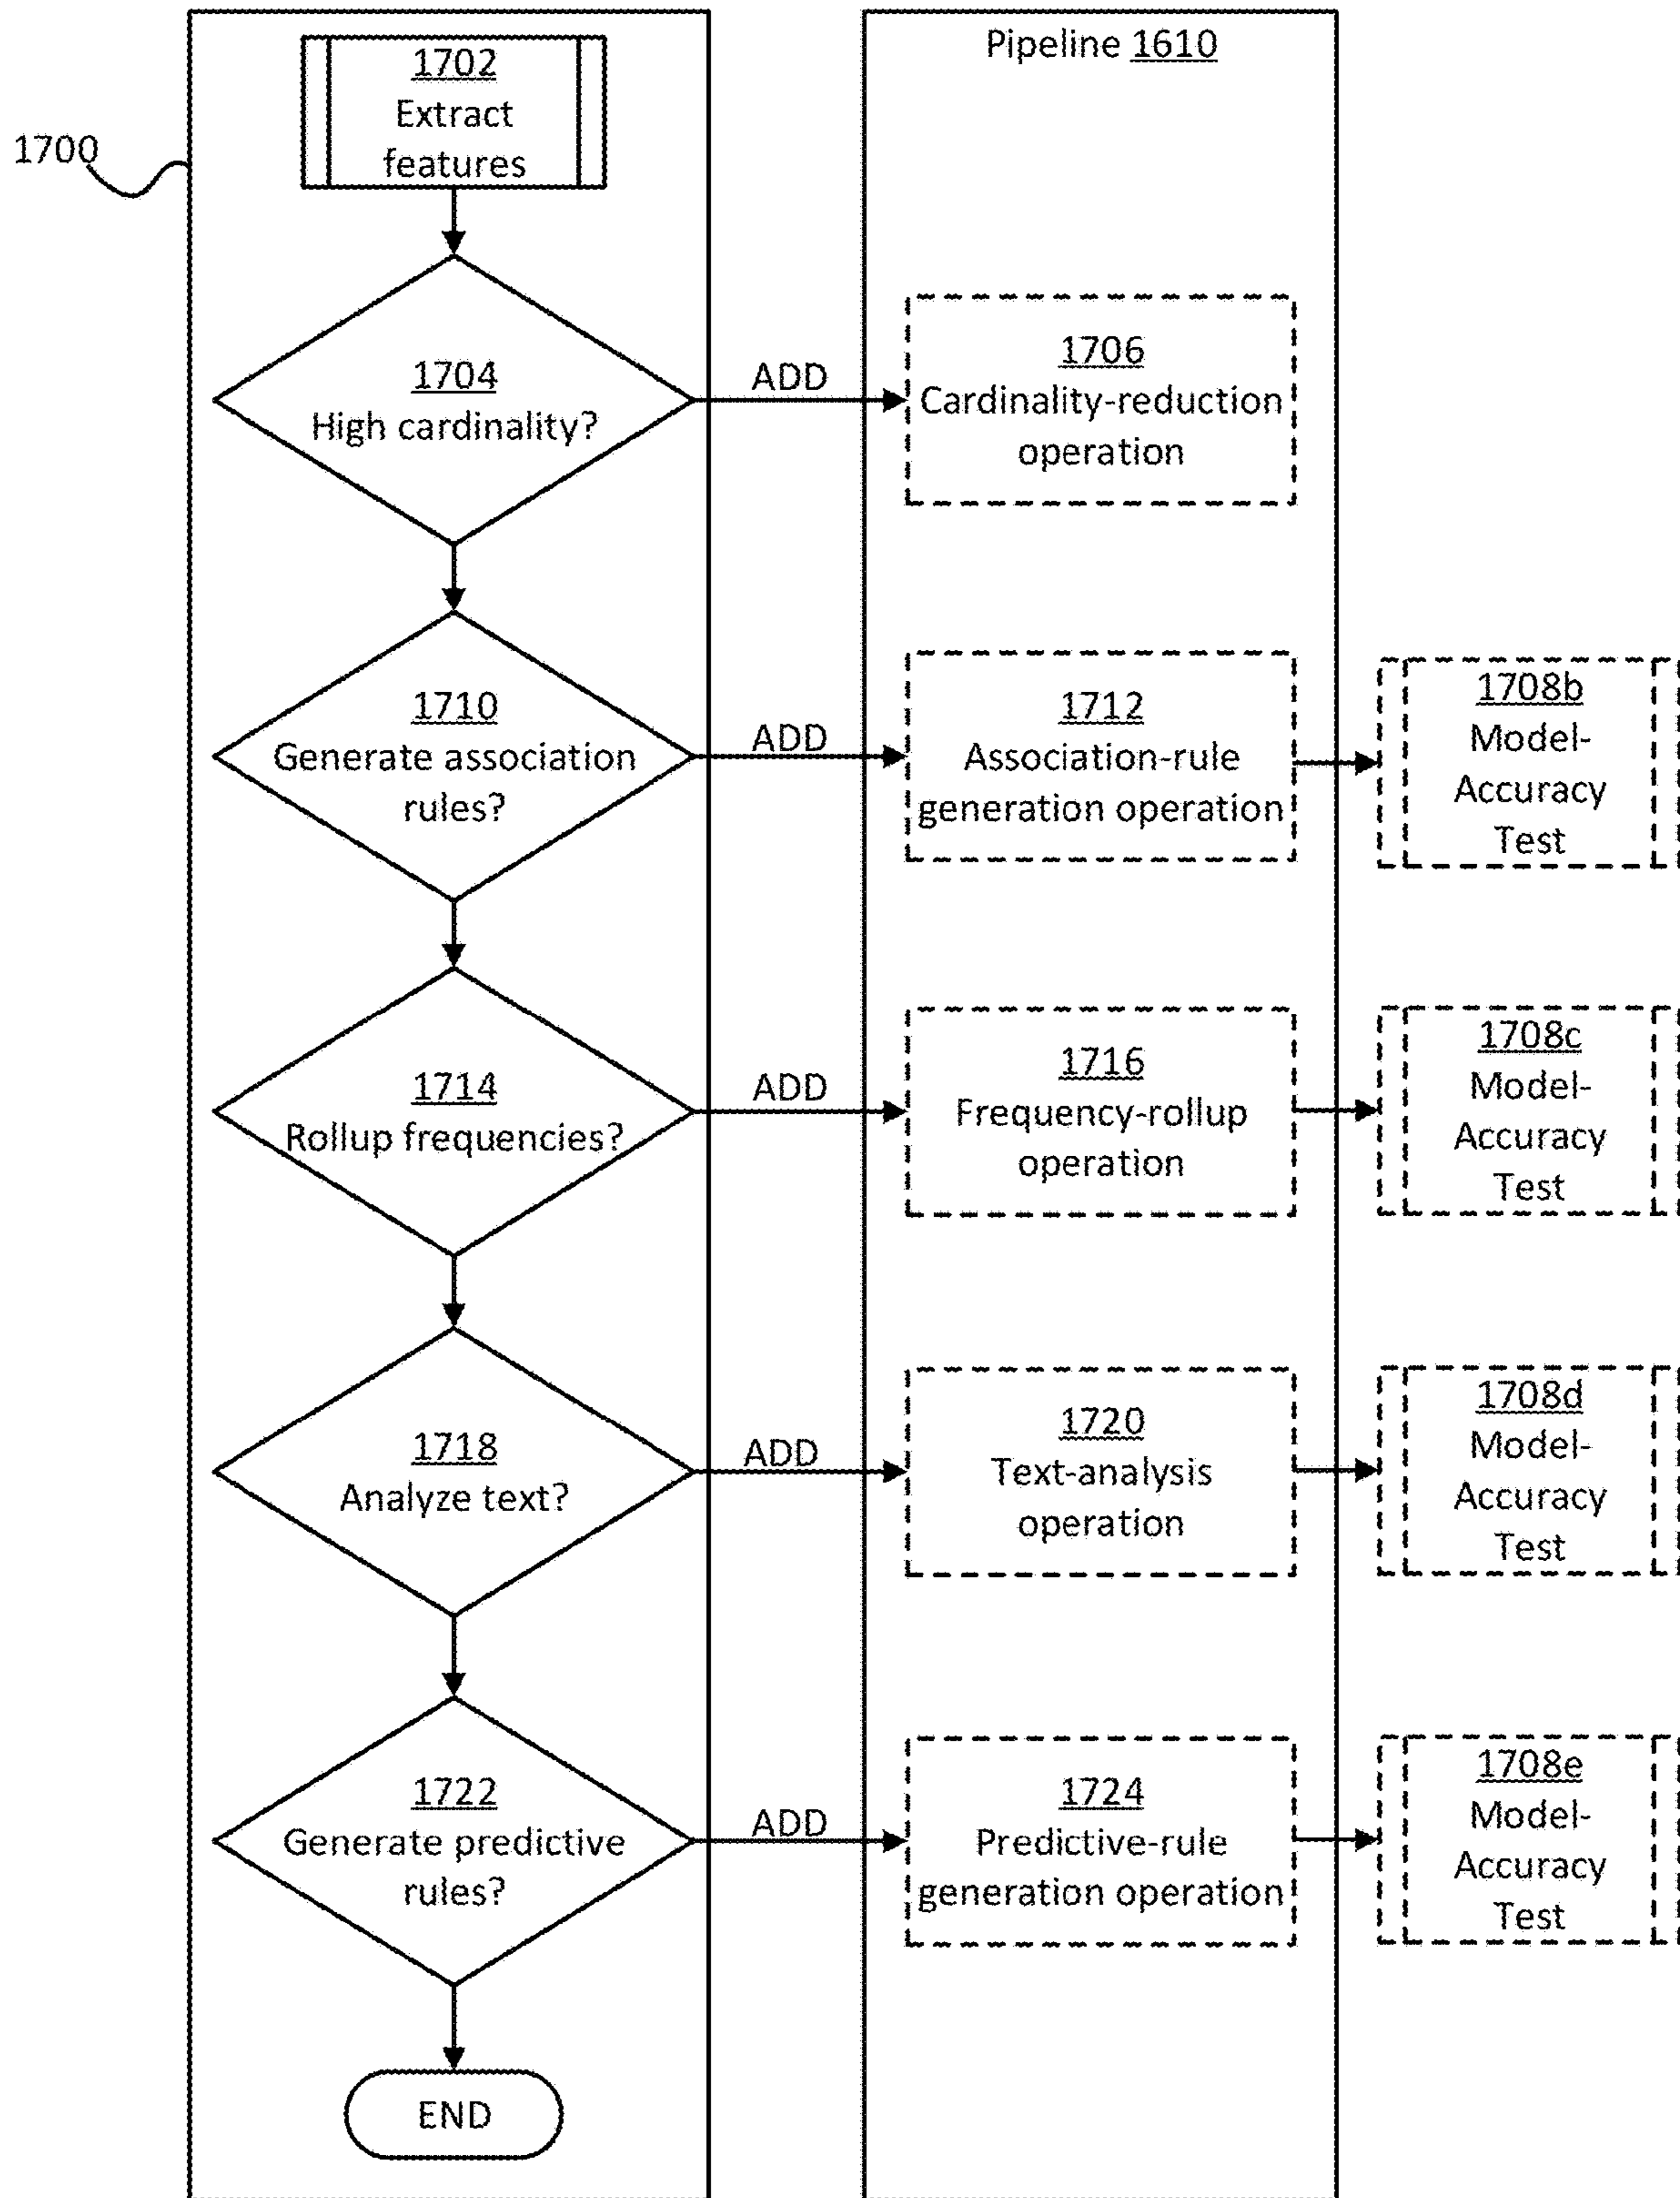 1700
1702
Extract
features
Pipeline 1610
1704
High cardinality?
ADD
1706
Cardinality-reduction
operation
1710
Generate association
rules?
ADD
1712
Association-rule
generation operation
1708b
Model-
Accuracy
Test
1714
Rollup frequencies?
ADD
1716
Frequency-rollup
operation
1708c
Model-
Accuracy
Test
1718
Analyze text?
ADD
1720
Text-analysis
operation
1708d
Model-
Accuracy
Test
1722
Generate predictive
rules?
ADD
1724
Predictive-rule
generation operation
1708e
Model-
Accuracy
Test
END